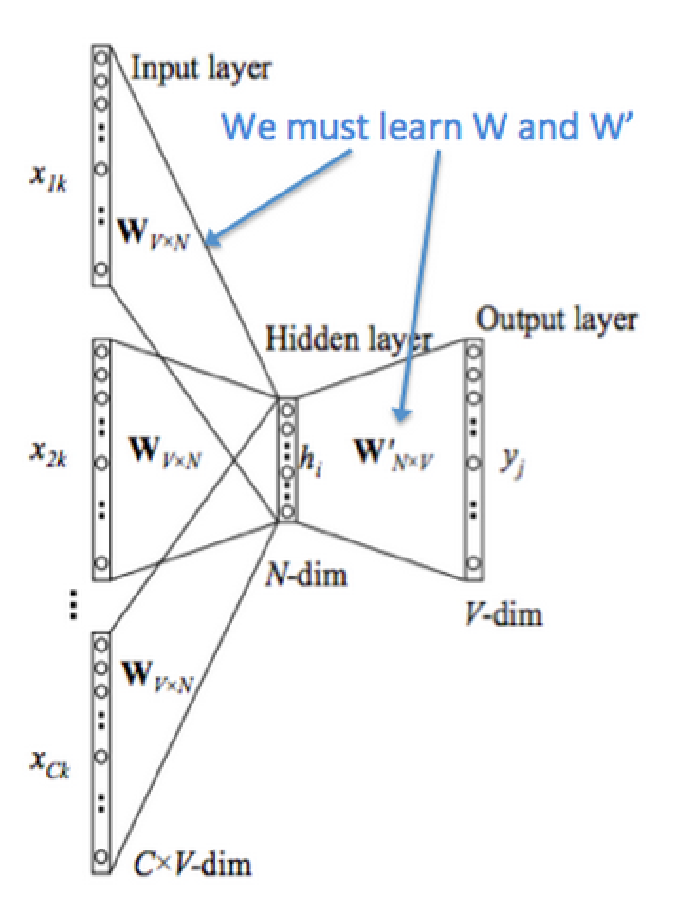 Input layer
We must learn W and W’
x1k
WV×N
Output layer
Hidden layer
x2k
WV×N
hi
W'N×V
yj
N-dim
V-dim
WV×N
xCk
C×V-dim